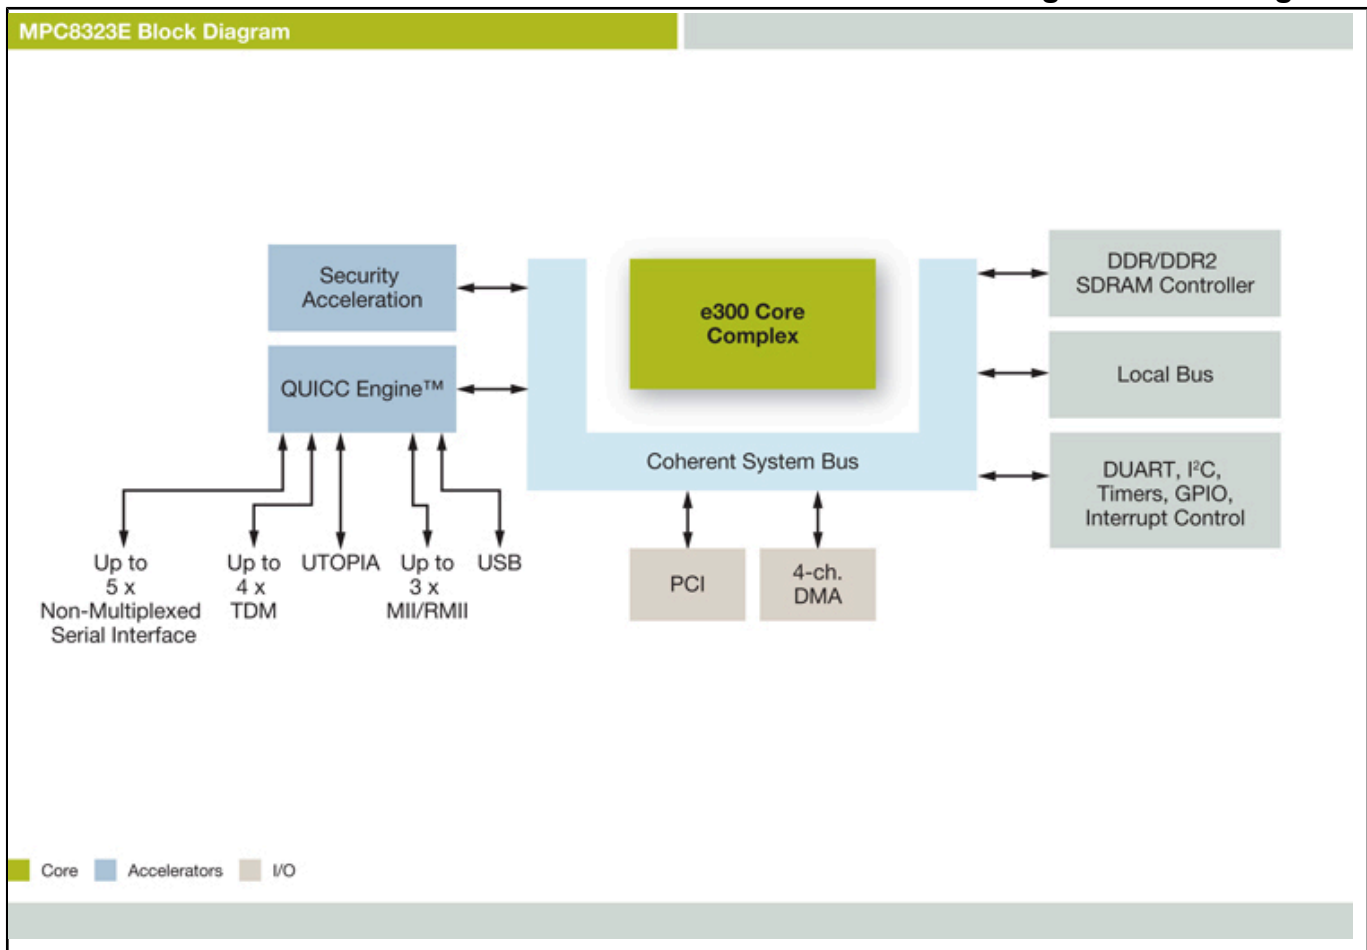 MPC8323E Block Diagram
Security
Acceleration
QUICC Engine™
e300 Core
Complex
Coherent System Bus
DDR/DDR2
SDRAM Controller
Local Bus
DUART, I²C,
Timers, GPIO,
Interrupt Control
Up to
5 x
Non-Multiplexed
Serial Interface
Up to
4 x
TDM
UTOPIA
Up to
3 x
MII/RMII
USB
PCI
4-ch.
DMA
Core
Accelerators
I/O